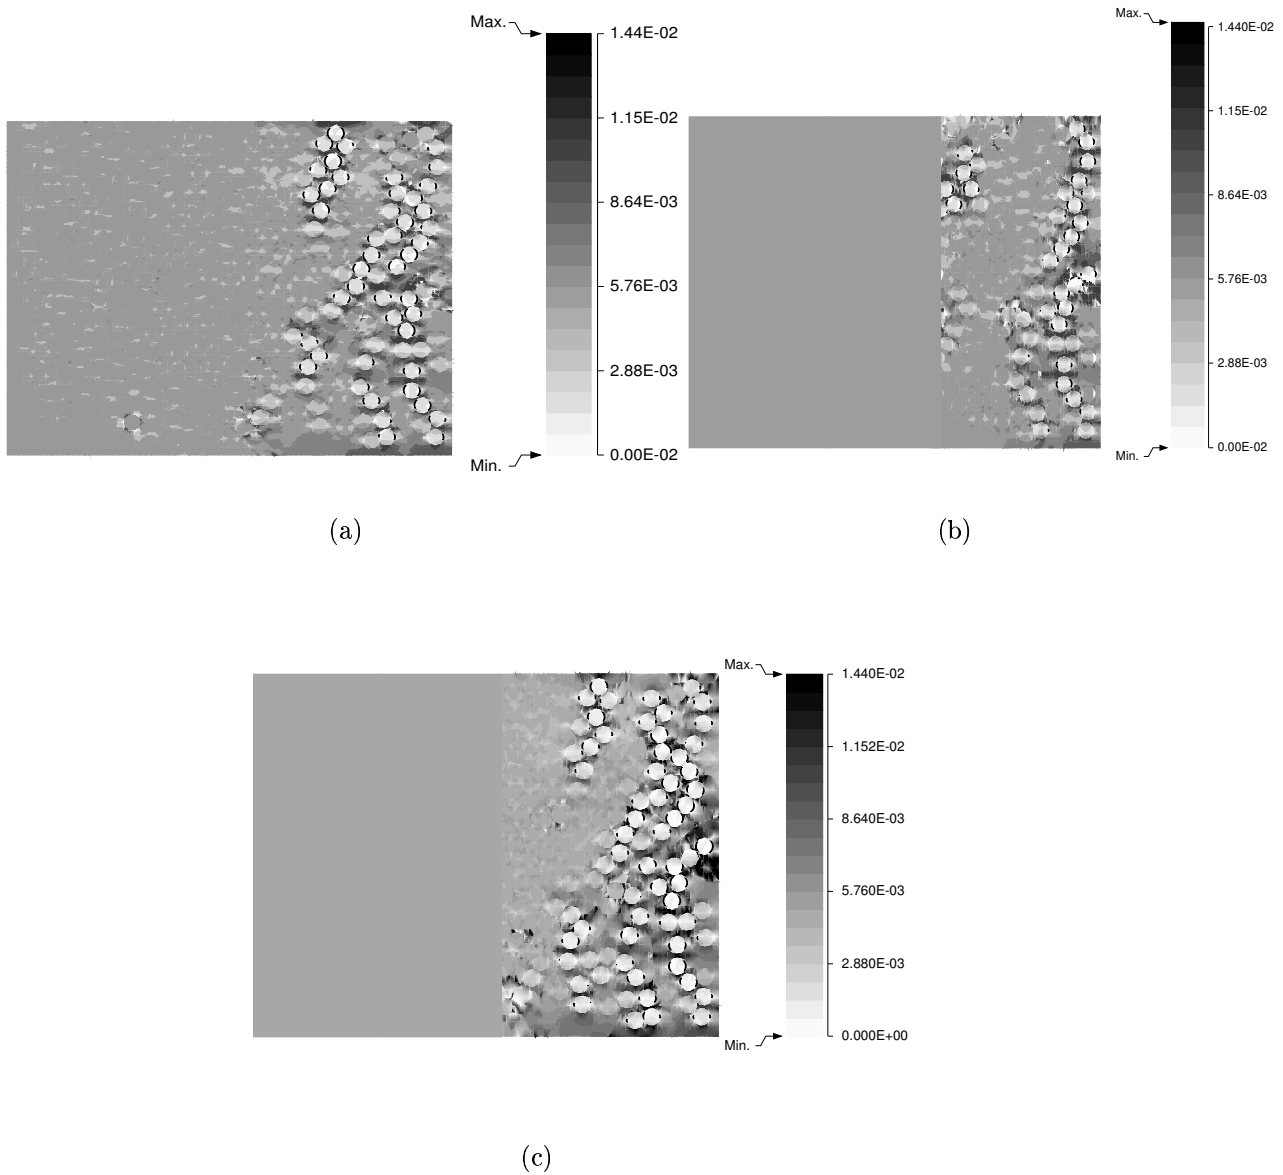 Max.
1.44E-02
1.15E-02
8.64E-03
5.76E-03
2.88E-03
0.00E-02
Min.
(a)
Max.
1.440E-02
1.15E-02
8.64E-03
5.76E-03
2.88E-03
0.00E-02
Min.
(b)
Max.
1.440E-02
1.152E-02
8.640E-03
5.760E-03
2.880E-03
0.000E+00
Min.
(c)